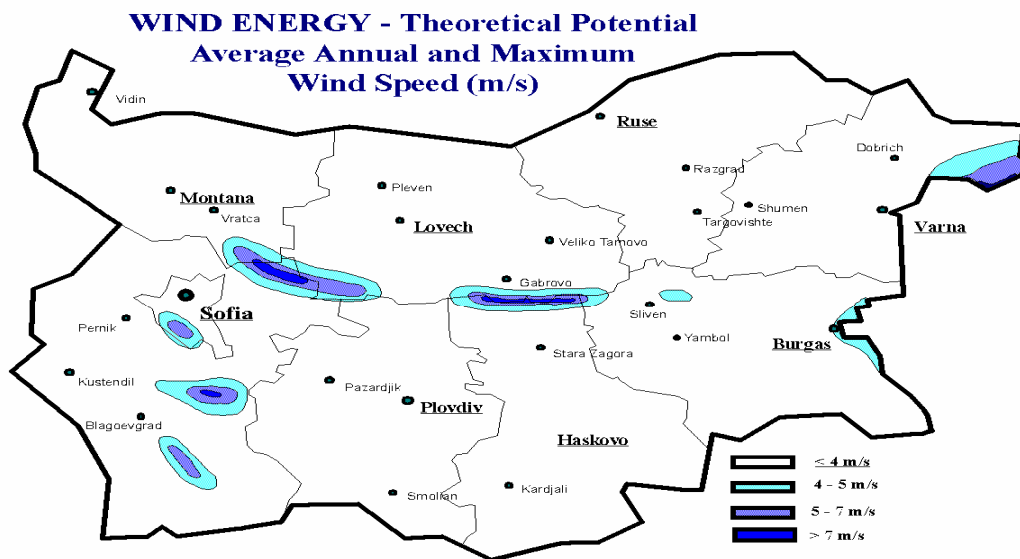 WIND ENERGY - Theoretical Potential
Average Annual and Maximum
Wind Speed (m/s)
Vidin
Ruse
Dobrich
Razgrad
Pleven
Montana
Vratca
Lovech
Targovishte
Shumen
Varna
Veliko Tarnovo
Gabrovo
Sofia
Sliven
Pernik
Yambol
Burgas
Stara Zagora
Kustendil
Pazardjik
Plovdiv
Blagoevgrad
Haskovo
Smolian
Kardjali
< 4 m/s
4 - 5 m/s
5 - 7 m/s
> 7 m/s